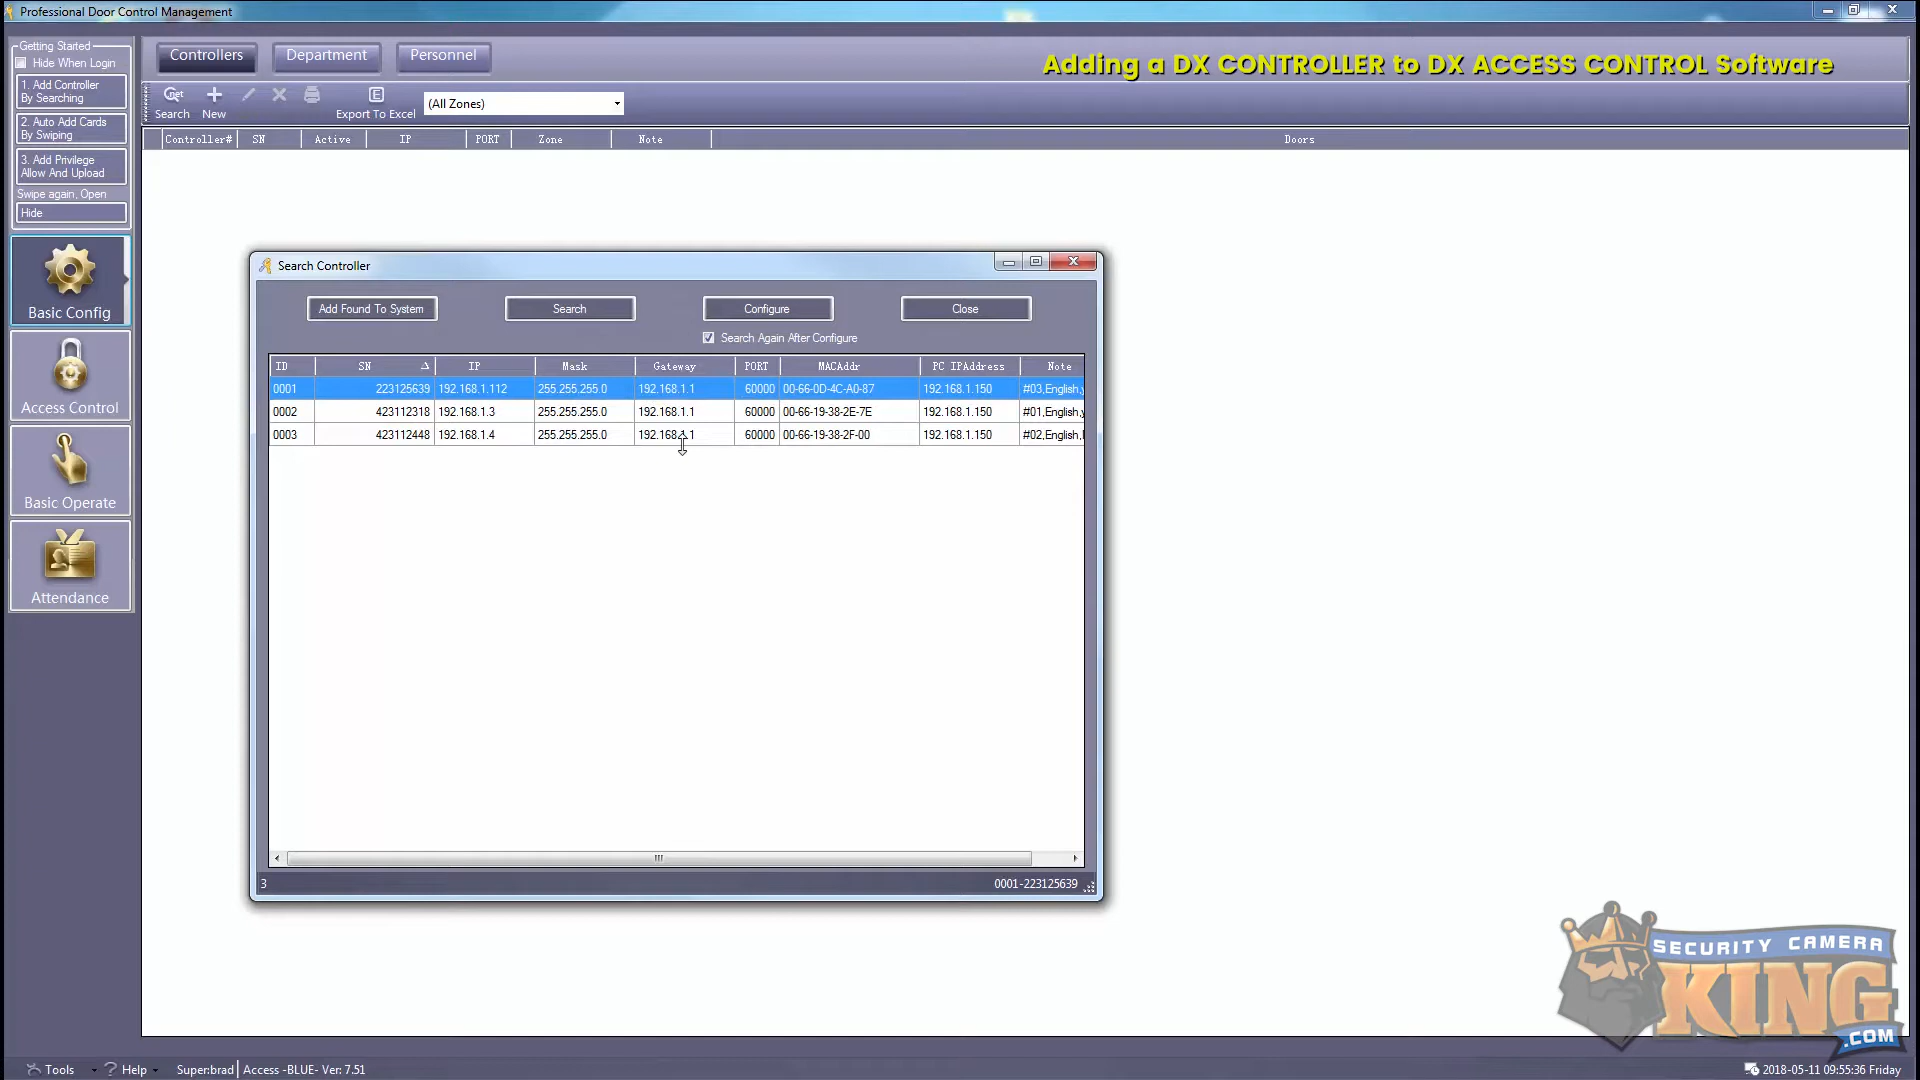 Professional Door Control Management
Getting Started
Hide When Login
1. Add Controller
By Searching
2. Auto Add Cards
By Swiping
3. Add Privilege
Allow And Upload
Swipe again, Open
Hide
Basic Config
Access Control
Basic Operate
Attendance
Controllers Department Personnel
Adding a DX CONTROLLER to DX ACCESS CONTROL Software
Search New Export To Excel (All Zones)
Controller# SN Active IP PORT Zone Note Doors
Search Controller
Add Found To System Search Configure Close
Search Again After Configure
ID SN IP Mask Gateway PORT MACAddr PC IPAddress Note
0001 223125639 192.168.1.112 255.255.255.0 192.168.1.1 60000 00-66-0D-4C-A0-87 192.168.1.150 #03,English,
0002 423112318 192.168.1.3 255.255.255.0 192.168.1.1 60000 00-66-19-38-2E-7E 192.168.1.150 #01,English,
0003 423112448 192.168.1.4 255.255.255.0 192.168.1.1 60000 00-66-19-38-2F-00 192.168.1.150 #02,English,
3 0001-223125639
SECURITY CAMERA
KING
.COM
Tools Help Super:brad Access -BLUE- Ver: 7.51 2018-05-11 09:55:36 Friday